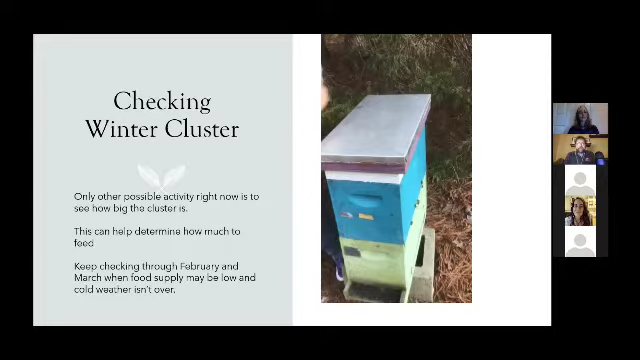 Checking
Winter Cluster
Only other possible activity right now is to
see how big the cluster is.
This can help determine how much to
feed
Keep checking through February and
March when food supply may be low and
cold weather isn't over.